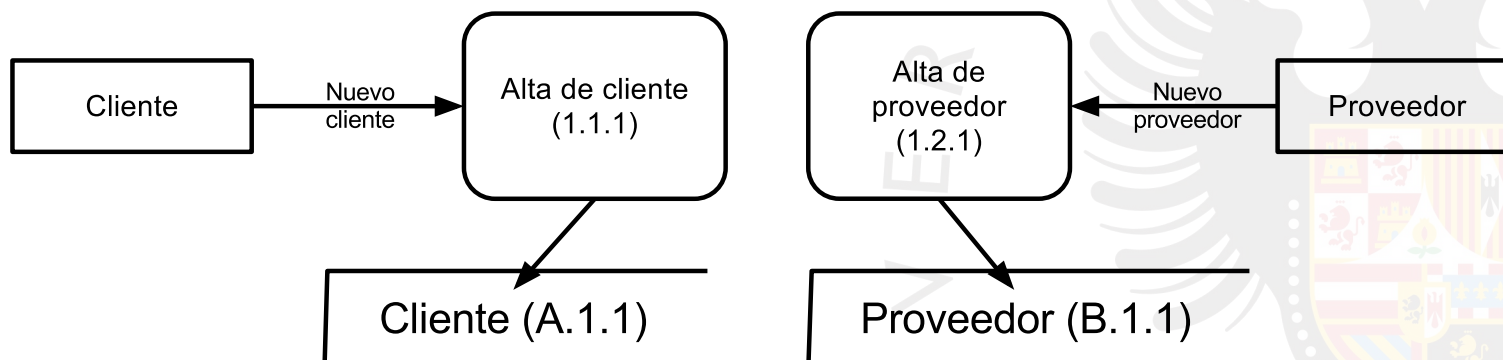 Cliente
Nuevo
cliente
Alta de cliente
(1.1.1)
Alta de
proveedor
(1.2.1)
Nuevo
proveedor
Proveedor
Cliente (A.1.1)
Proveedor (B.1.1)